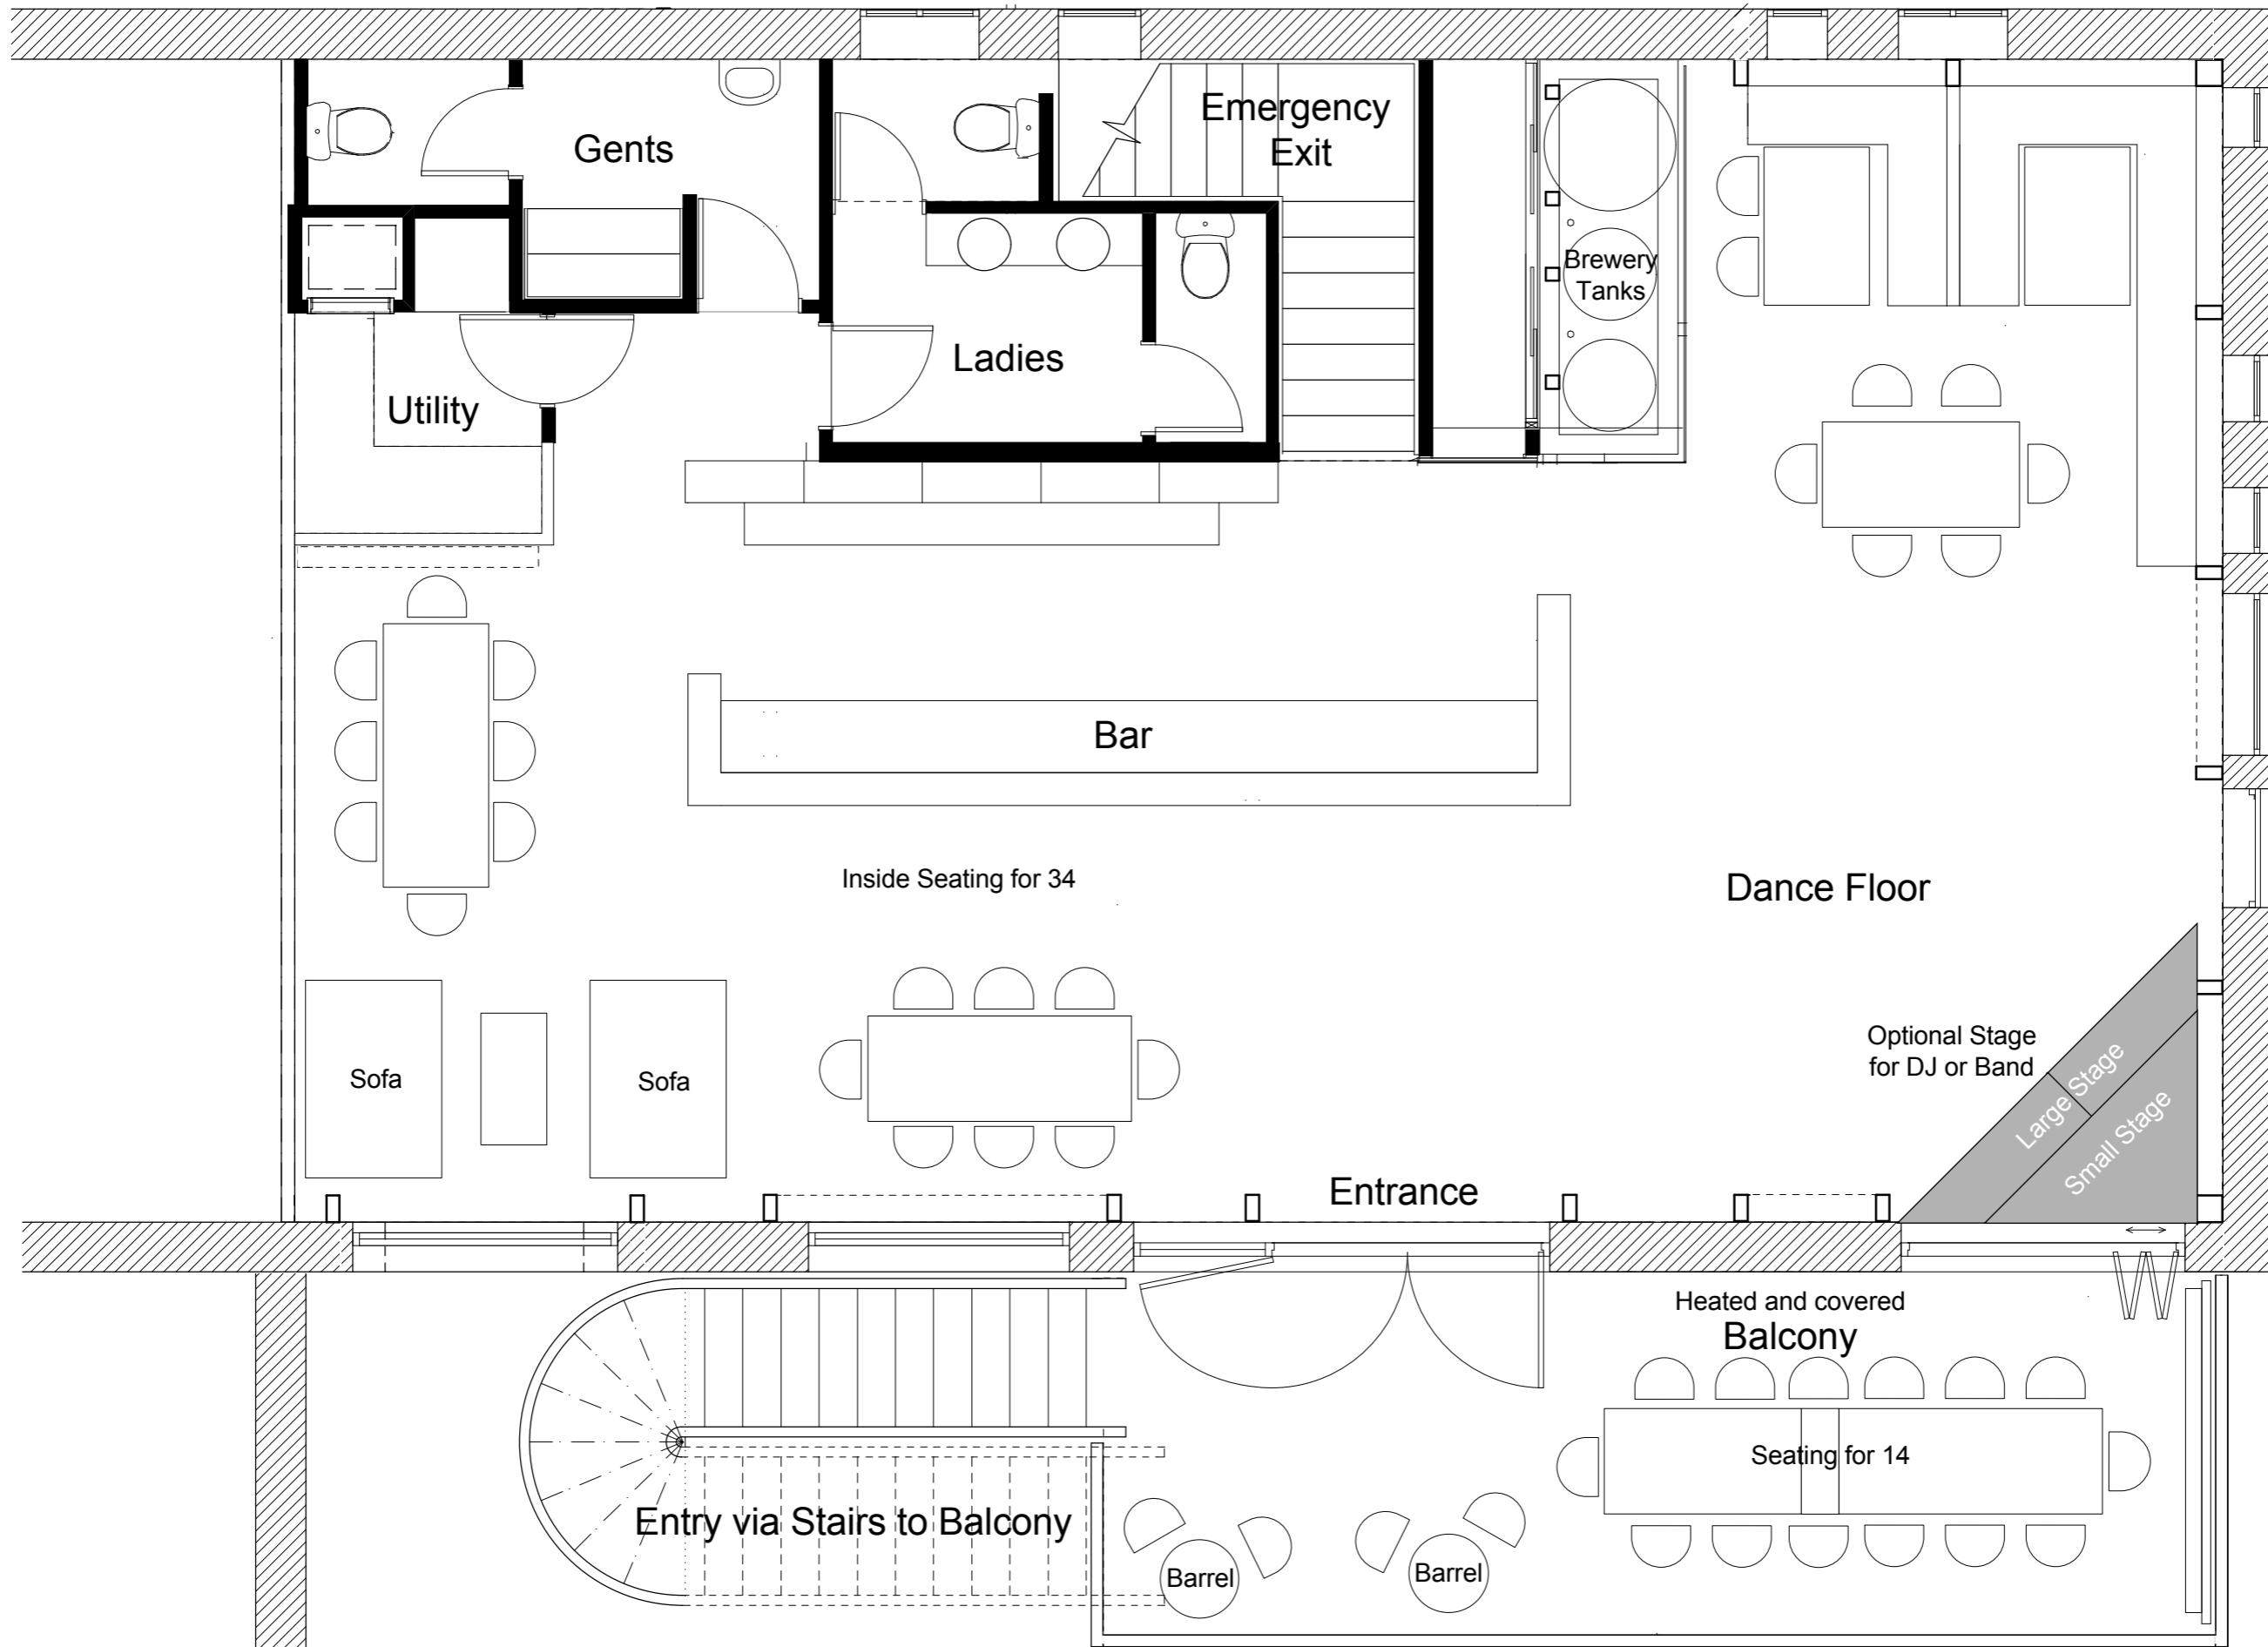 Emergency
Exit
Gents
Brewery
Tanks
Ladies
Utility
Bar
Inside Seating for 34
Dance Floor
Optional Stage
for DJ or Band
Large Stage
Small Stage
Sofa
Sofa
Entrance
Heated and covered
Balcony
Seating for 14
Entry via Stairs to Balcony
Barrel
Barrel